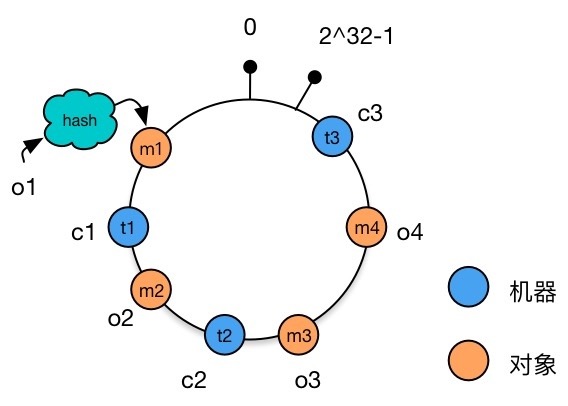 0
2^32-1
hash
c3
t3
m1
o1
c1
t1
m4
o4
m2
o2
t2
m3
c2
o3
机器
对象